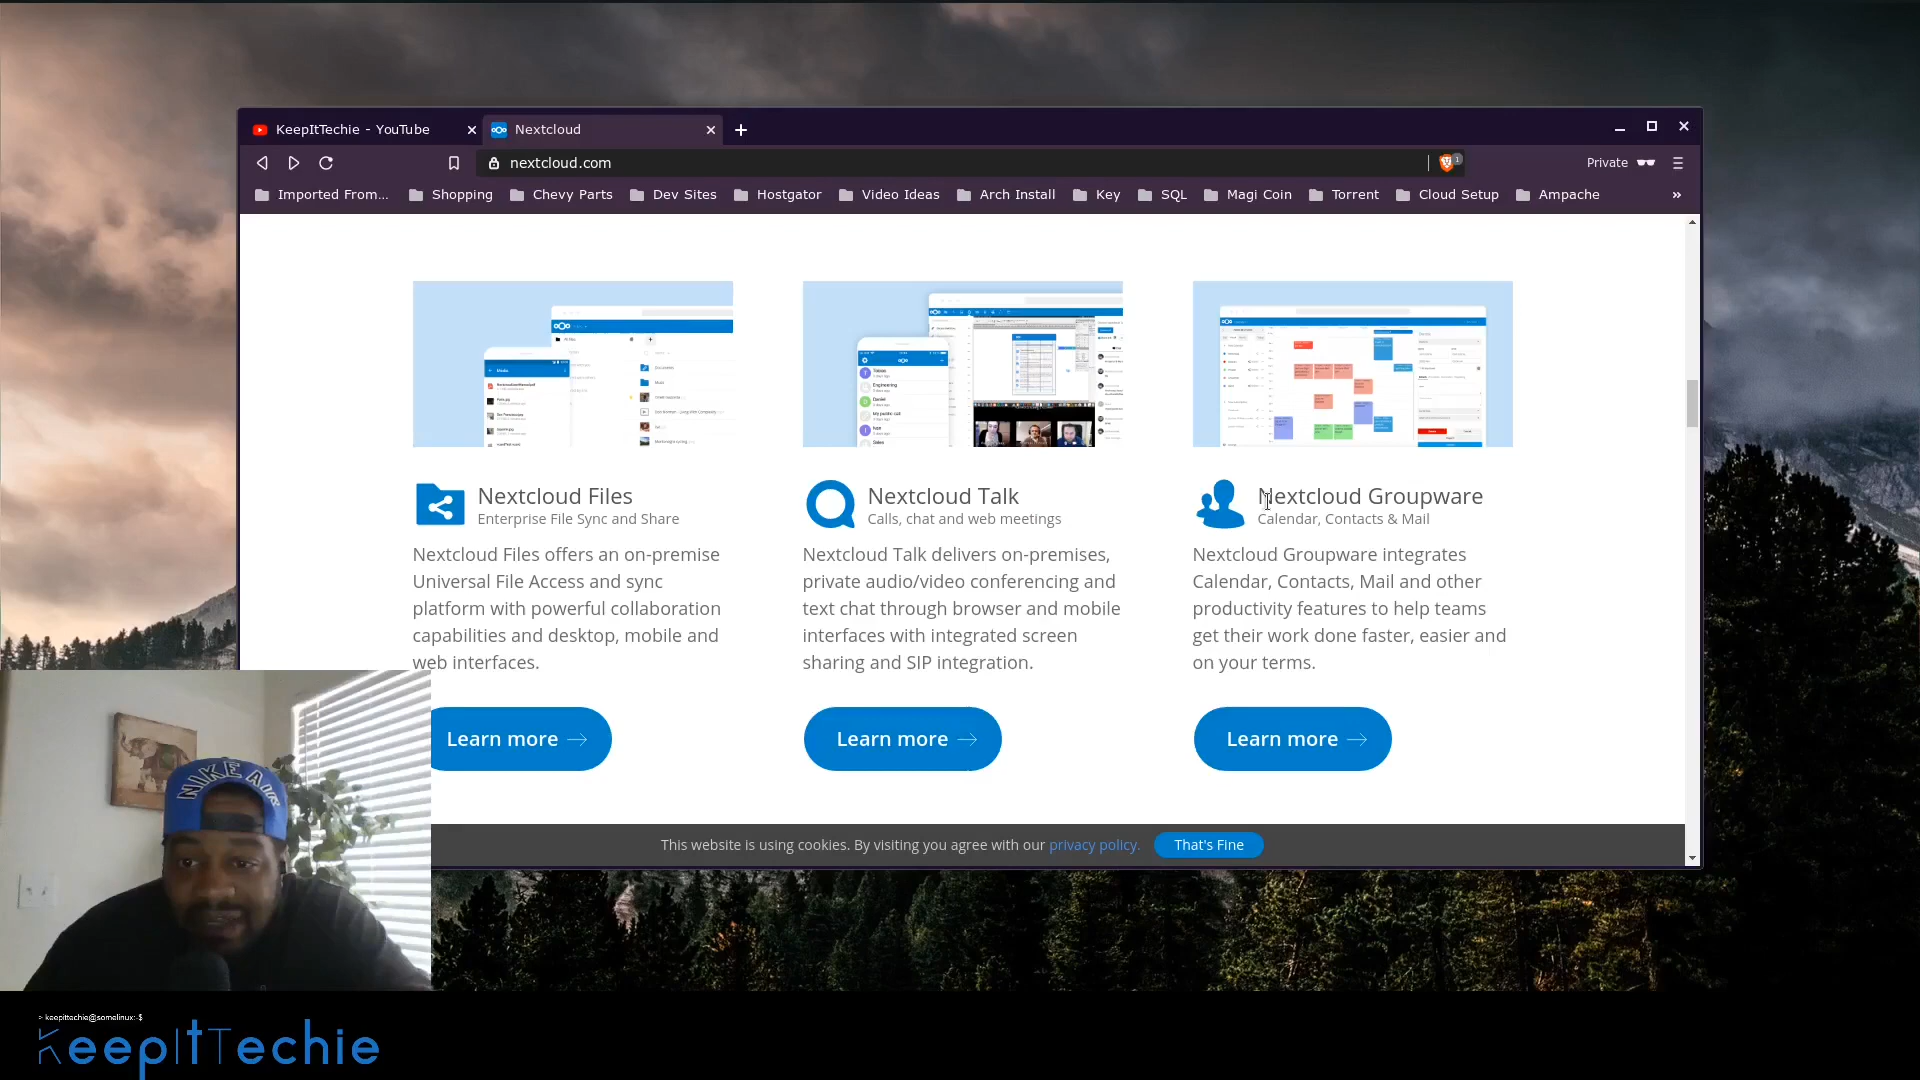 KeepItTechie - YouTube
Nextcloud
nextcloud.com
1
Private
Imported From...
Shopping
Chevy Parts
Dev Sites
Hostgator
Video Ideas
Arch Install
Key
SQL
Magi Coin
Torrent
Cloud Setup
Ampache
»
Nextcloud Files
Enterprise File Sync and Share
Nextcloud Files offers an on-premise
Universal File Access and sync
platform with powerful collaboration
capabilities and desktop, mobile and
web interfaces.
Learn more
Nextcloud Talk
Calls, chat and web meetings
Nextcloud Talk delivers on-premises,
private audio/video conferencing and
text chat through browser and mobile
interfaces with integrated screen
sharing and SIP integration.
Learn more
Nextcloud Groupware
Calendar, Contacts & Mail
Nextcloud Groupware integrates
Calendar, Contacts, Mail and other
productivity features to help teams
get their work done faster, easier and
on your terms.
Learn more
This website is using cookies. By visiting you agree with our privacy policy.
That's Fine
NIKE AIR
> keepittechie@somelinux:-$
KeepItTechie